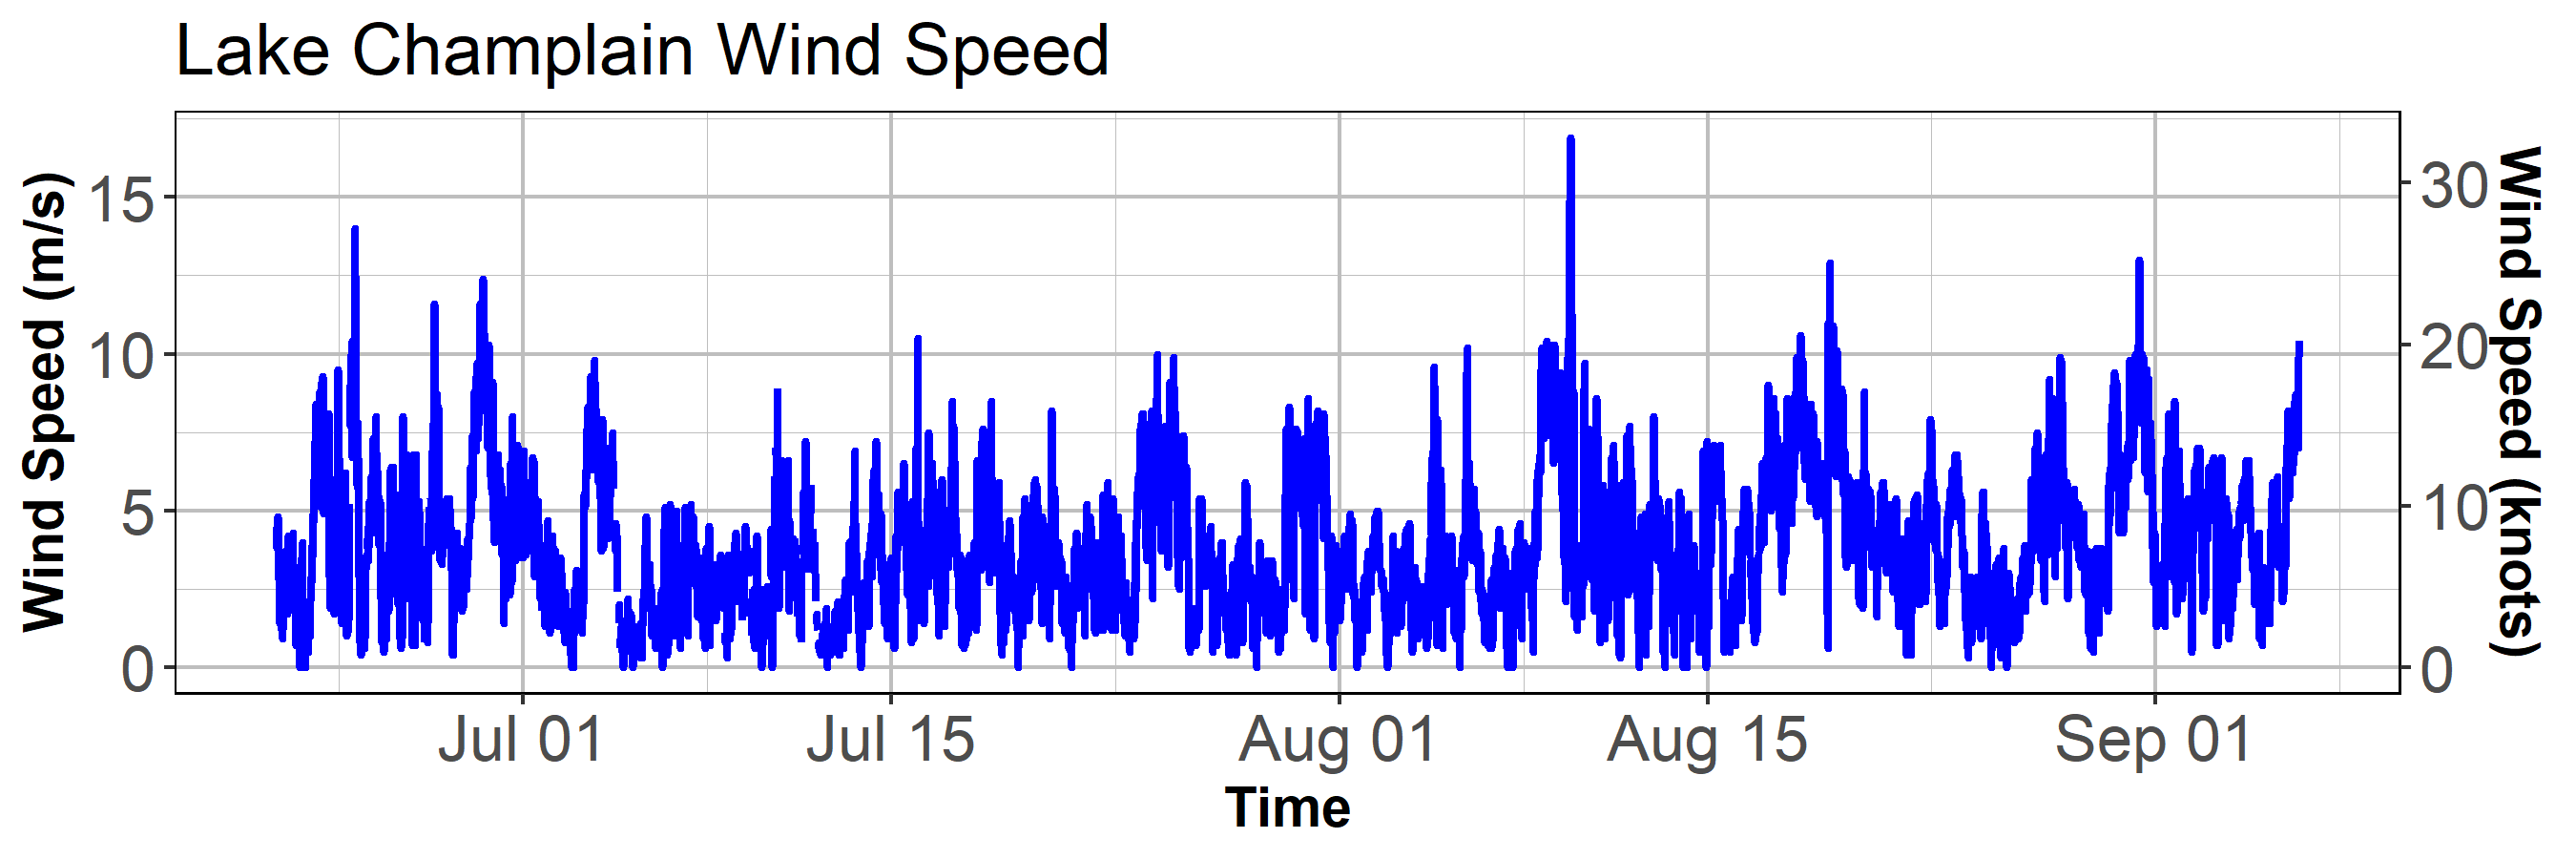 Lake Champlain Wind Speed
Wind Speed (m/s)
15
10
5
0
30
20
10
0
Wind Speed (knots)
Jul 01
Jul 15
Aug 01
Aug 15
Sep 01
Time